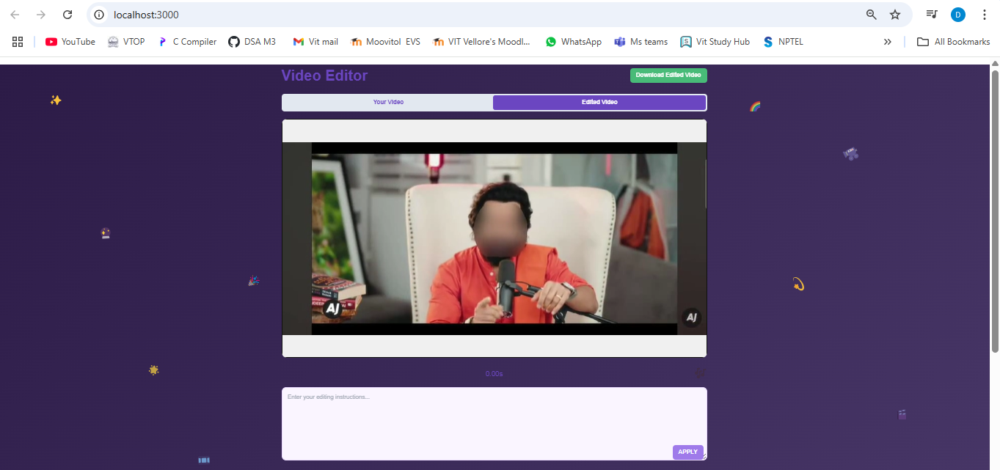 localhost:3000
D
YouTube VTOP C Compiler DSA M3 Vit mail Moovitol EVS VIT Vellore's Moodl... WhatsApp Ms teams Vit Study Hub NPTEL » All Bookmarks
Video Editor
Download Edited Video
Your Video Edited Video
AJ
AJ
0.00s
Enter your editing instructions...
APPLY